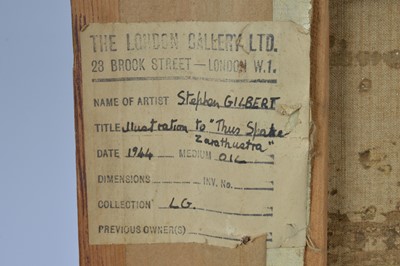 THE LONDON GALLERY LTD.
28 BROOK STREET — LONDON W.1.
NAME OF ARTIST Stephen GILBERT
TITLE Illustration to "Thus Spake
Zarathustra"
DATE 1944 MEDIUM OIL
DIMENSIONS INV. No.
COLLECTION LG.
PREVIOUS OWNER(S)